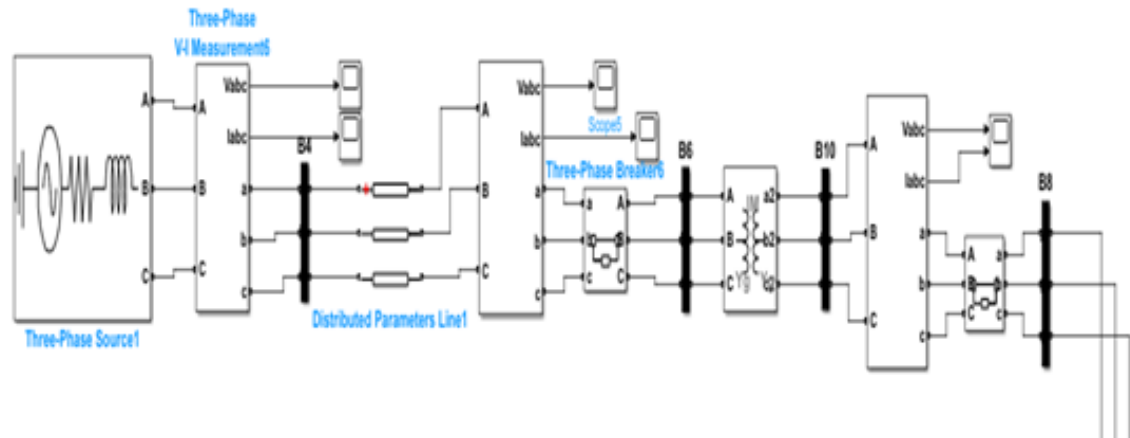 Three-Phase
V-I Measurement6
A
B
C
Three-Phase Source1
A
B
C
Vabc
Iabc
a
b
c
B4
Distributed Parameters Line1
A
B
C
Vabc
Iabc
a
b
c
Scope5
Three-Phase Breaker6
a
c
A
B
C
B6
A
B
C
a2
b2
c2
B10
A
B
C
Vabc
Iabc
a
b
c
A
C
a
c
B8